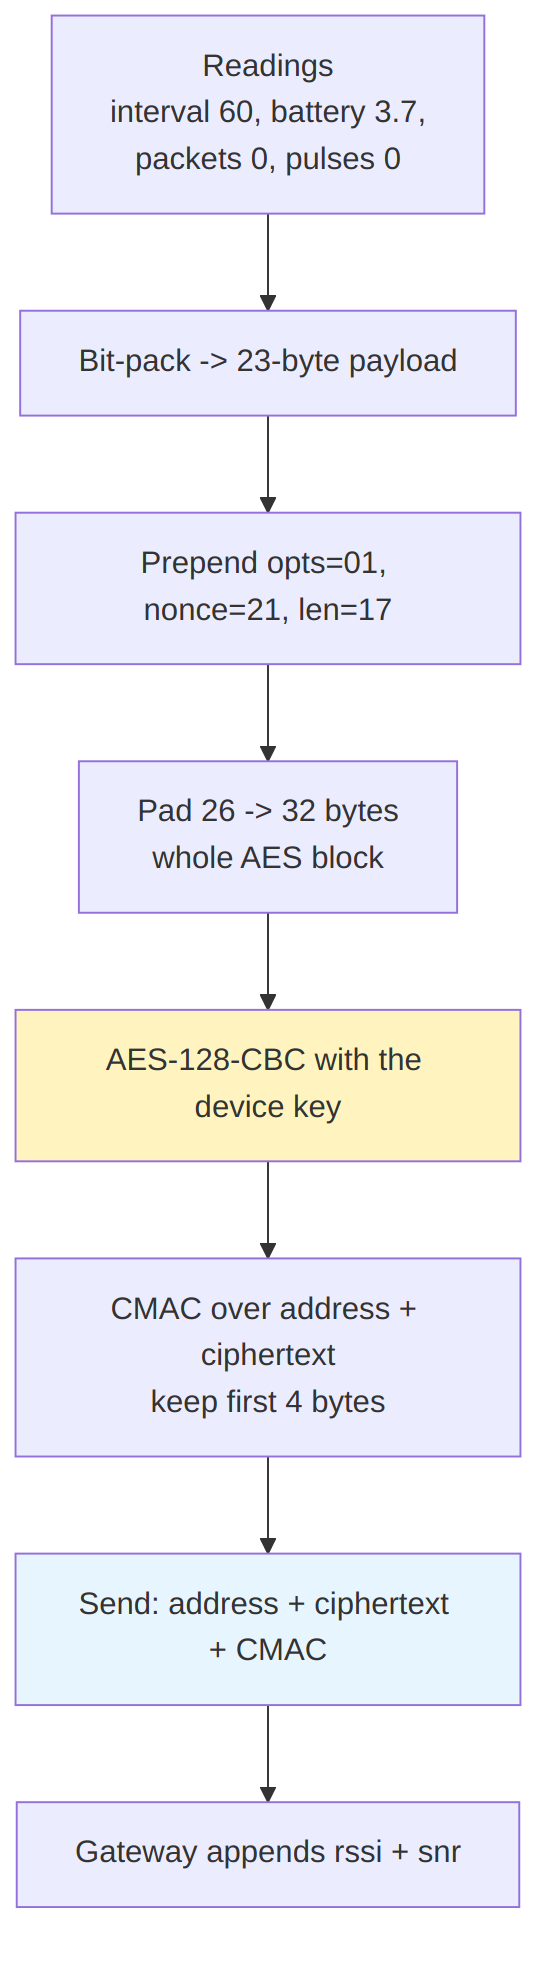 Readings
interval 60, battery 3.7,
packets 0, pulses 0
Bit-pack -> 23-byte payload
Prepend opts=01,
nonce=21, len=17
Pad 26 -> 32 bytes
whole AES block
AES-128-CBC with the
device key
CMAC over address +
ciphertext
keep first 4 bytes
Send: address + ciphertext
+ CMAC
Gateway appends rssi + snr